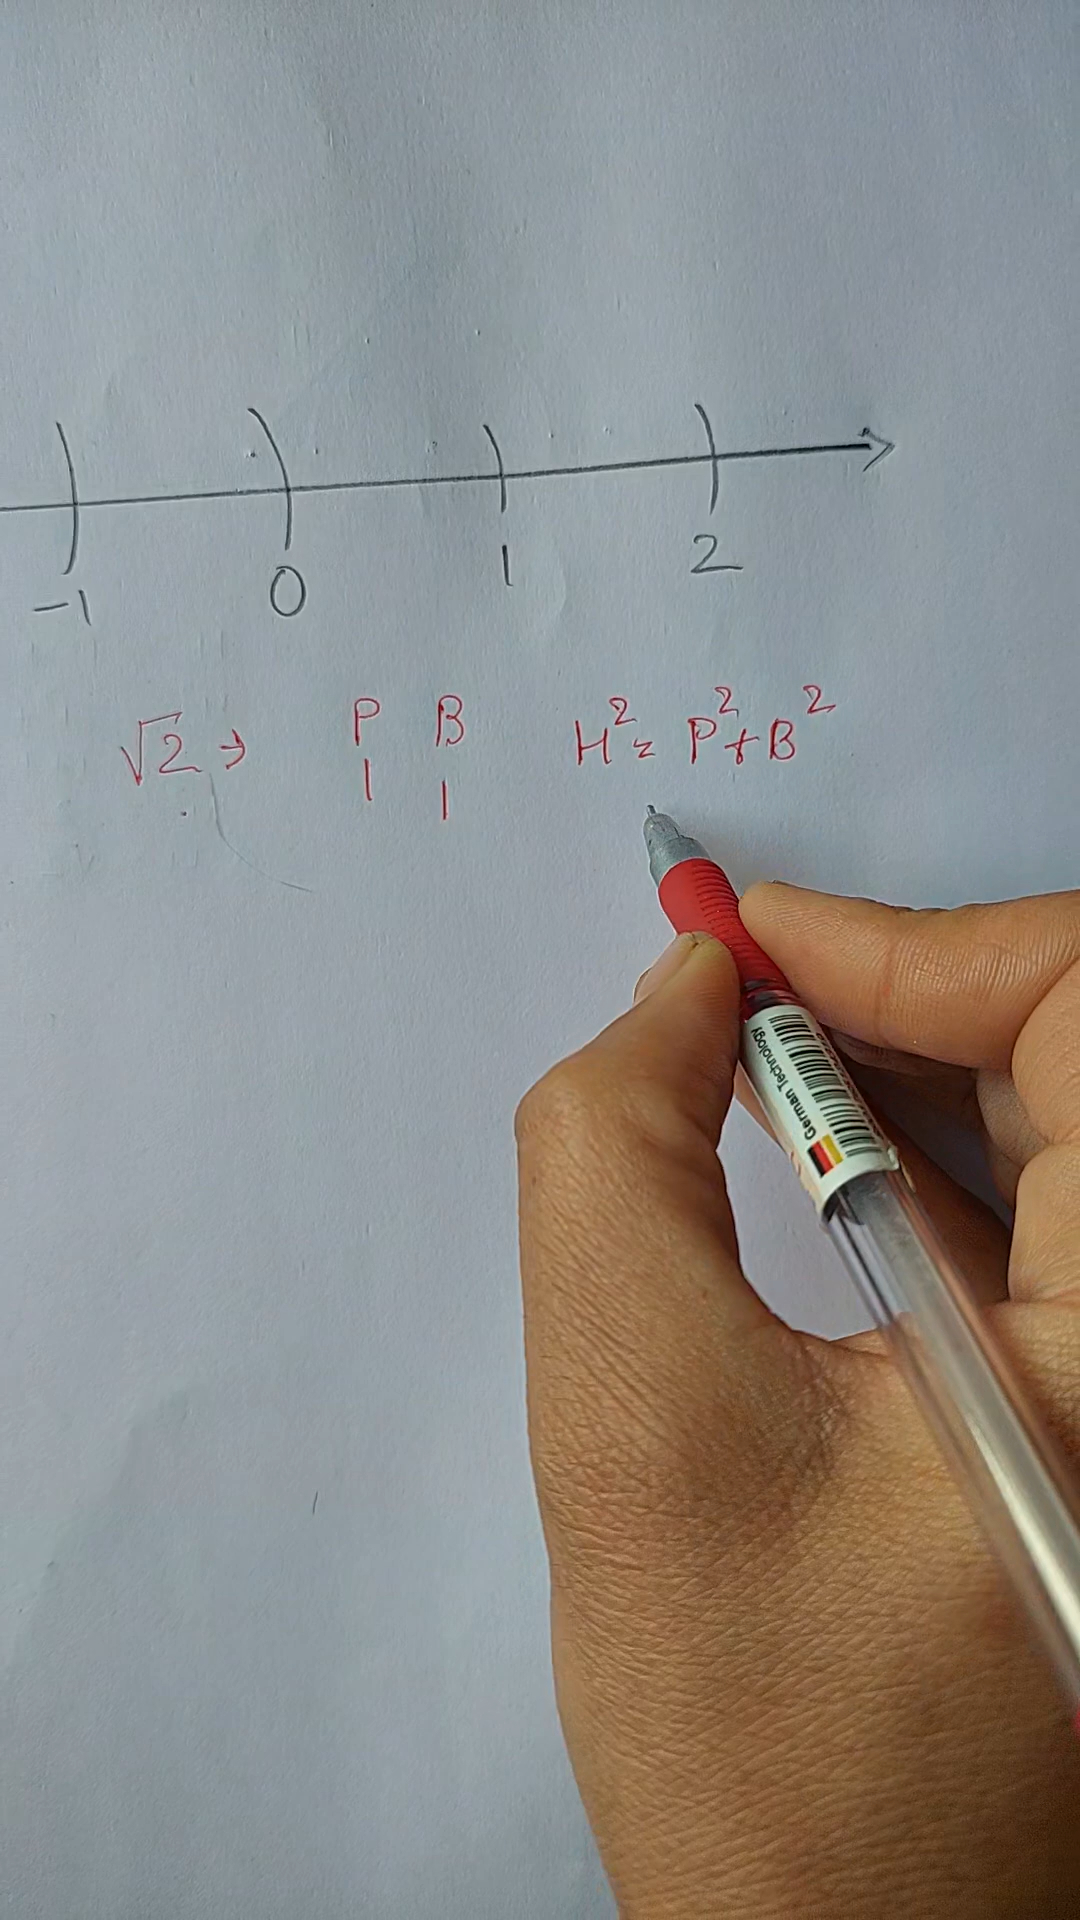 -1 0 1 2
√2 → P B H² = P² + B²
1 1
German Technology